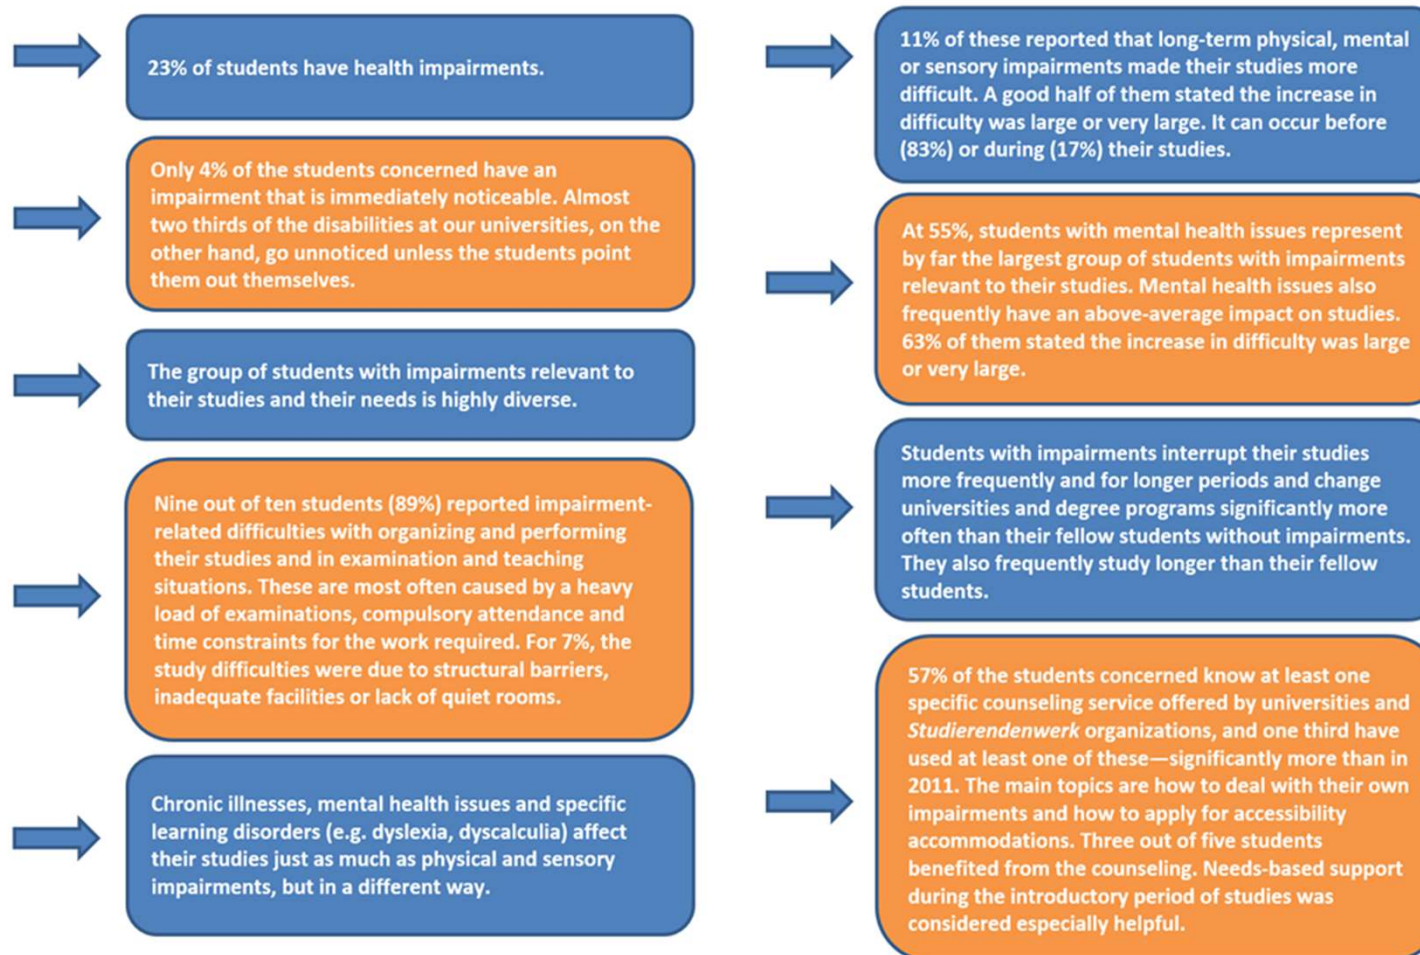 23% of students have health impairments.
Only 4% of the students concerned have an
impairment that is immediately noticeable. Almost
two thirds of the disabilities at our universities, on the
other hand, go unnoticed unless the students point
them out themselves.
The group of students with impairments relevant to
their studies and their needs is highly diverse.
Nine out of ten students (89%) reported impairment-
related difficulties with organizing and performing
their studies and in examination and teaching
situations. These are most often caused by a heavy
load of examinations, compulsory attendance and
time constraints for the work required. For 7%, the
study difficulties were due to structural barriers,
inadequate facilities or lack of quiet rooms.
Chronic illnesses, mental health issues and specific
learning disorders (e.g. dyslexia, dyscalculia) affect
their studies just as much as physical and sensory
impairments, but in a different way.
11% of these reported that long-term physical, mental
or sensory impairments made their studies more
difficult. A good half of them stated the increase in
difficulty was large or very large. It can occur before
(83%) or during (17%) their studies.
At 55%, students with mental health issues represent
by far the largest group of students with impairments
relevant to their studies. Mental health issues also
frequently have an above-average impact on studies.
63% of them stated the increase in difficulty was large
or very large.
Students with impairments interrupt their studies
more frequently and for longer periods and change
universities and degree programs significantly more
often than their fellow students without impairments.
They also frequently study longer than their fellow
students.
57% of the students concerned know at least one
specific counseling service offered by universities and
Studierendenwerk organizations, and one third have
used at least one of these—significantly more than in
2011. The main topics are how to deal with their own
impairments and how to apply for accessibility
accommodations. Three out of five students
benefited from the counseling. Needs-based support
during the introductory period of studies was
considered especially helpful.